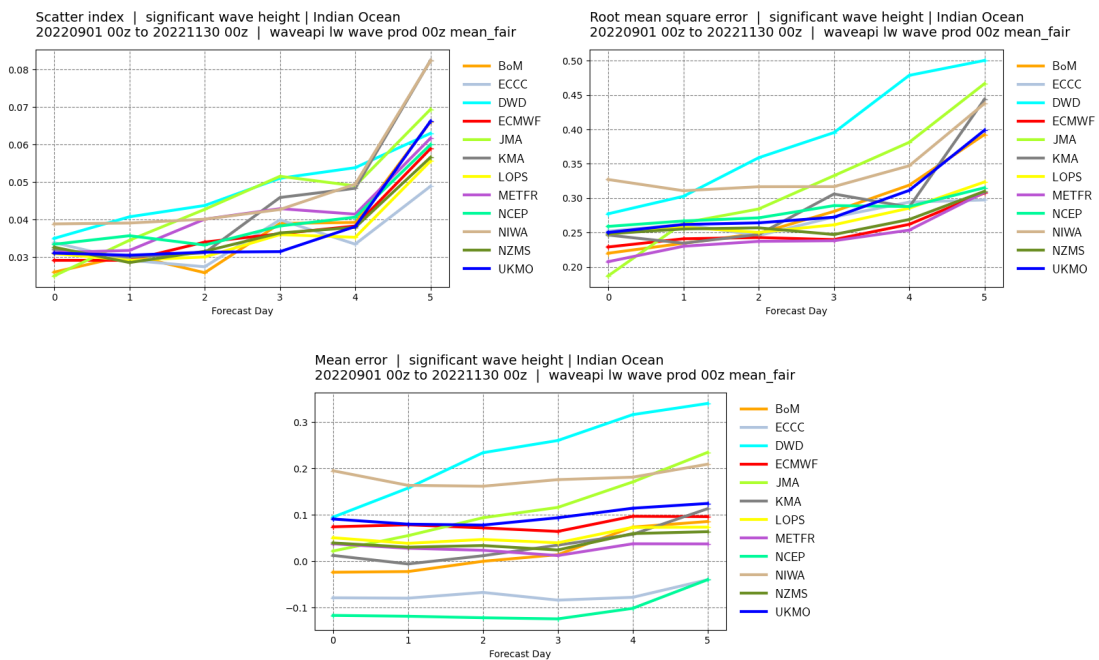 Scatter index | significant wave height | Indian Ocean
20220901 00z to 20221130 00z | waveapi lw wave prod 00z mean_fair
0.08
0.07
0.06
0.05
0.04
0.03
0 1 2 3 4 5
Forecast Day
BoM
ECCC
DWD
ECMWF
JMA
KMA
LOPS
METFR
NCEP
NIWA
NZMS
UKMO
Root mean square error | significant wave height | Indian Ocean
20220901 00z to 20221130 00z | waveapi lw wave prod 00z mean_fair
0.50
0.45
0.40
0.35
0.30
0.25
0.20
0 1 2 3 4 5
Forecast Day
BoM
ECCC
DWD
ECMWF
JMA
KMA
LOPS
METFR
NCEP
NIWA
NZMS
UKMO
Mean error | significant wave height | Indian Ocean
20220901 00z to 20221130 00z | waveapi lw wave prod 00z mean_fair
0.3
0.2
0.1
0.0
−0.1
0 1 2 3 4 5
Forecast Day
BoM
ECCC
DWD
ECMWF
JMA
KMA
LOPS
METFR
NCEP
NIWA
NZMS
UKMO